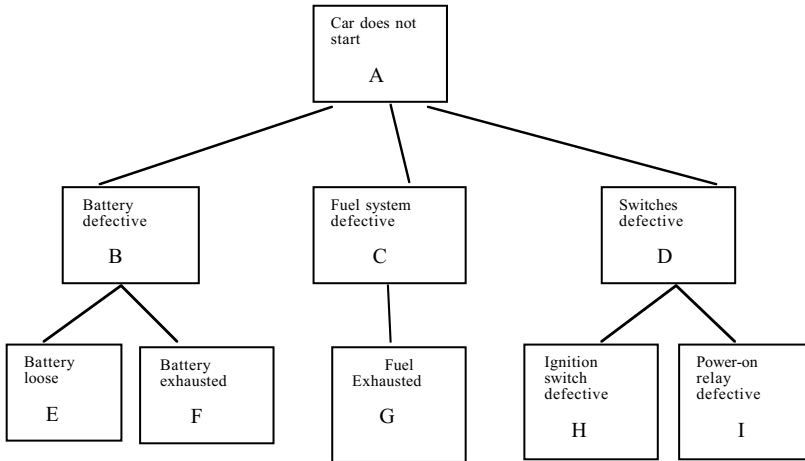 Car does not
start
A
Battery
defective
B
Fuel system
defective
C
Switches
defective
D
Battery
loose
E
Battery
exhausted
F
Fuel
Exhausted
G
Ignition
switch
defective
H
Power-on
relay
defective
I